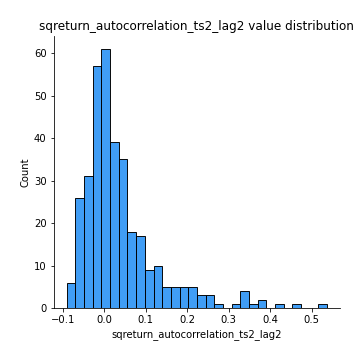 sqreturn_autocorrelation_ts2_lag2 value distribution
60
50
40
30
20
10
0
Count
−0.1 0.0 0.1 0.2 0.3 0.4 0.5
sqreturn_autocorrelation_ts2_lag2